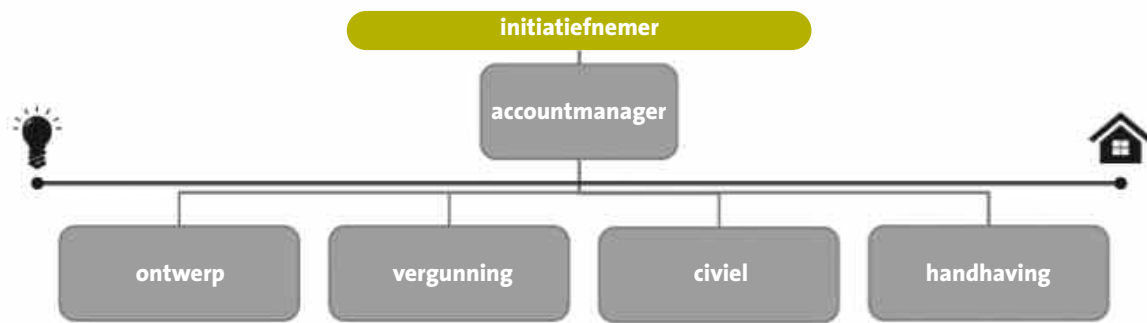 initiatiefnemer
accountmanager
ontwerp
vergunning
civiel
handhaving